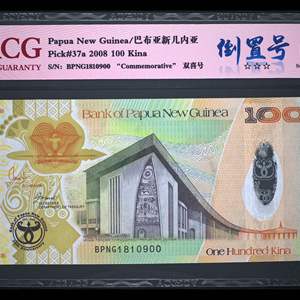 CG
GUARANTY
Papua New Guinea/巴布亚新几内亚
Pick#37a 2008 100 Kina
S/N: BPNG1810900 "Commemorative" 双喜号
倒置号
☆☆☆
Bank of Papua New Guinea
100
BPNG1810900
One Hundred Kina